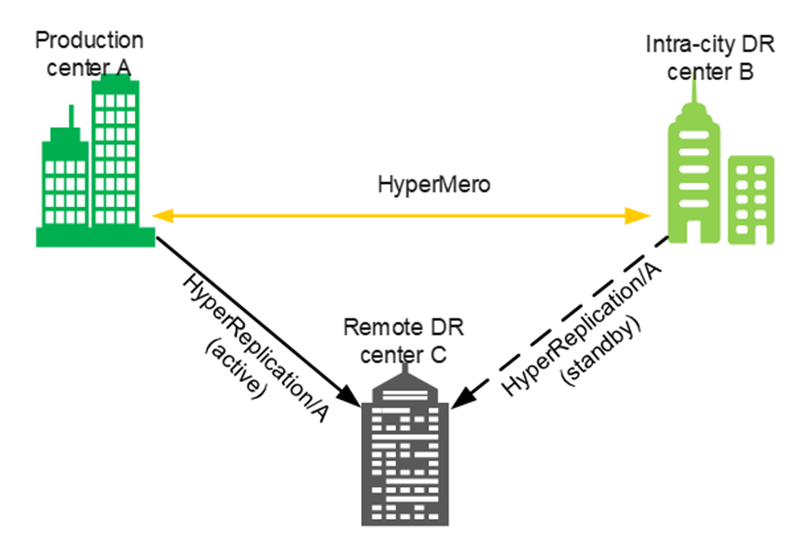 Production
center A
Intra-city DR
center B
HyperMero
HyperReplication/A
(active)
Remote DR
center C
HyperReplication/A
(standby)